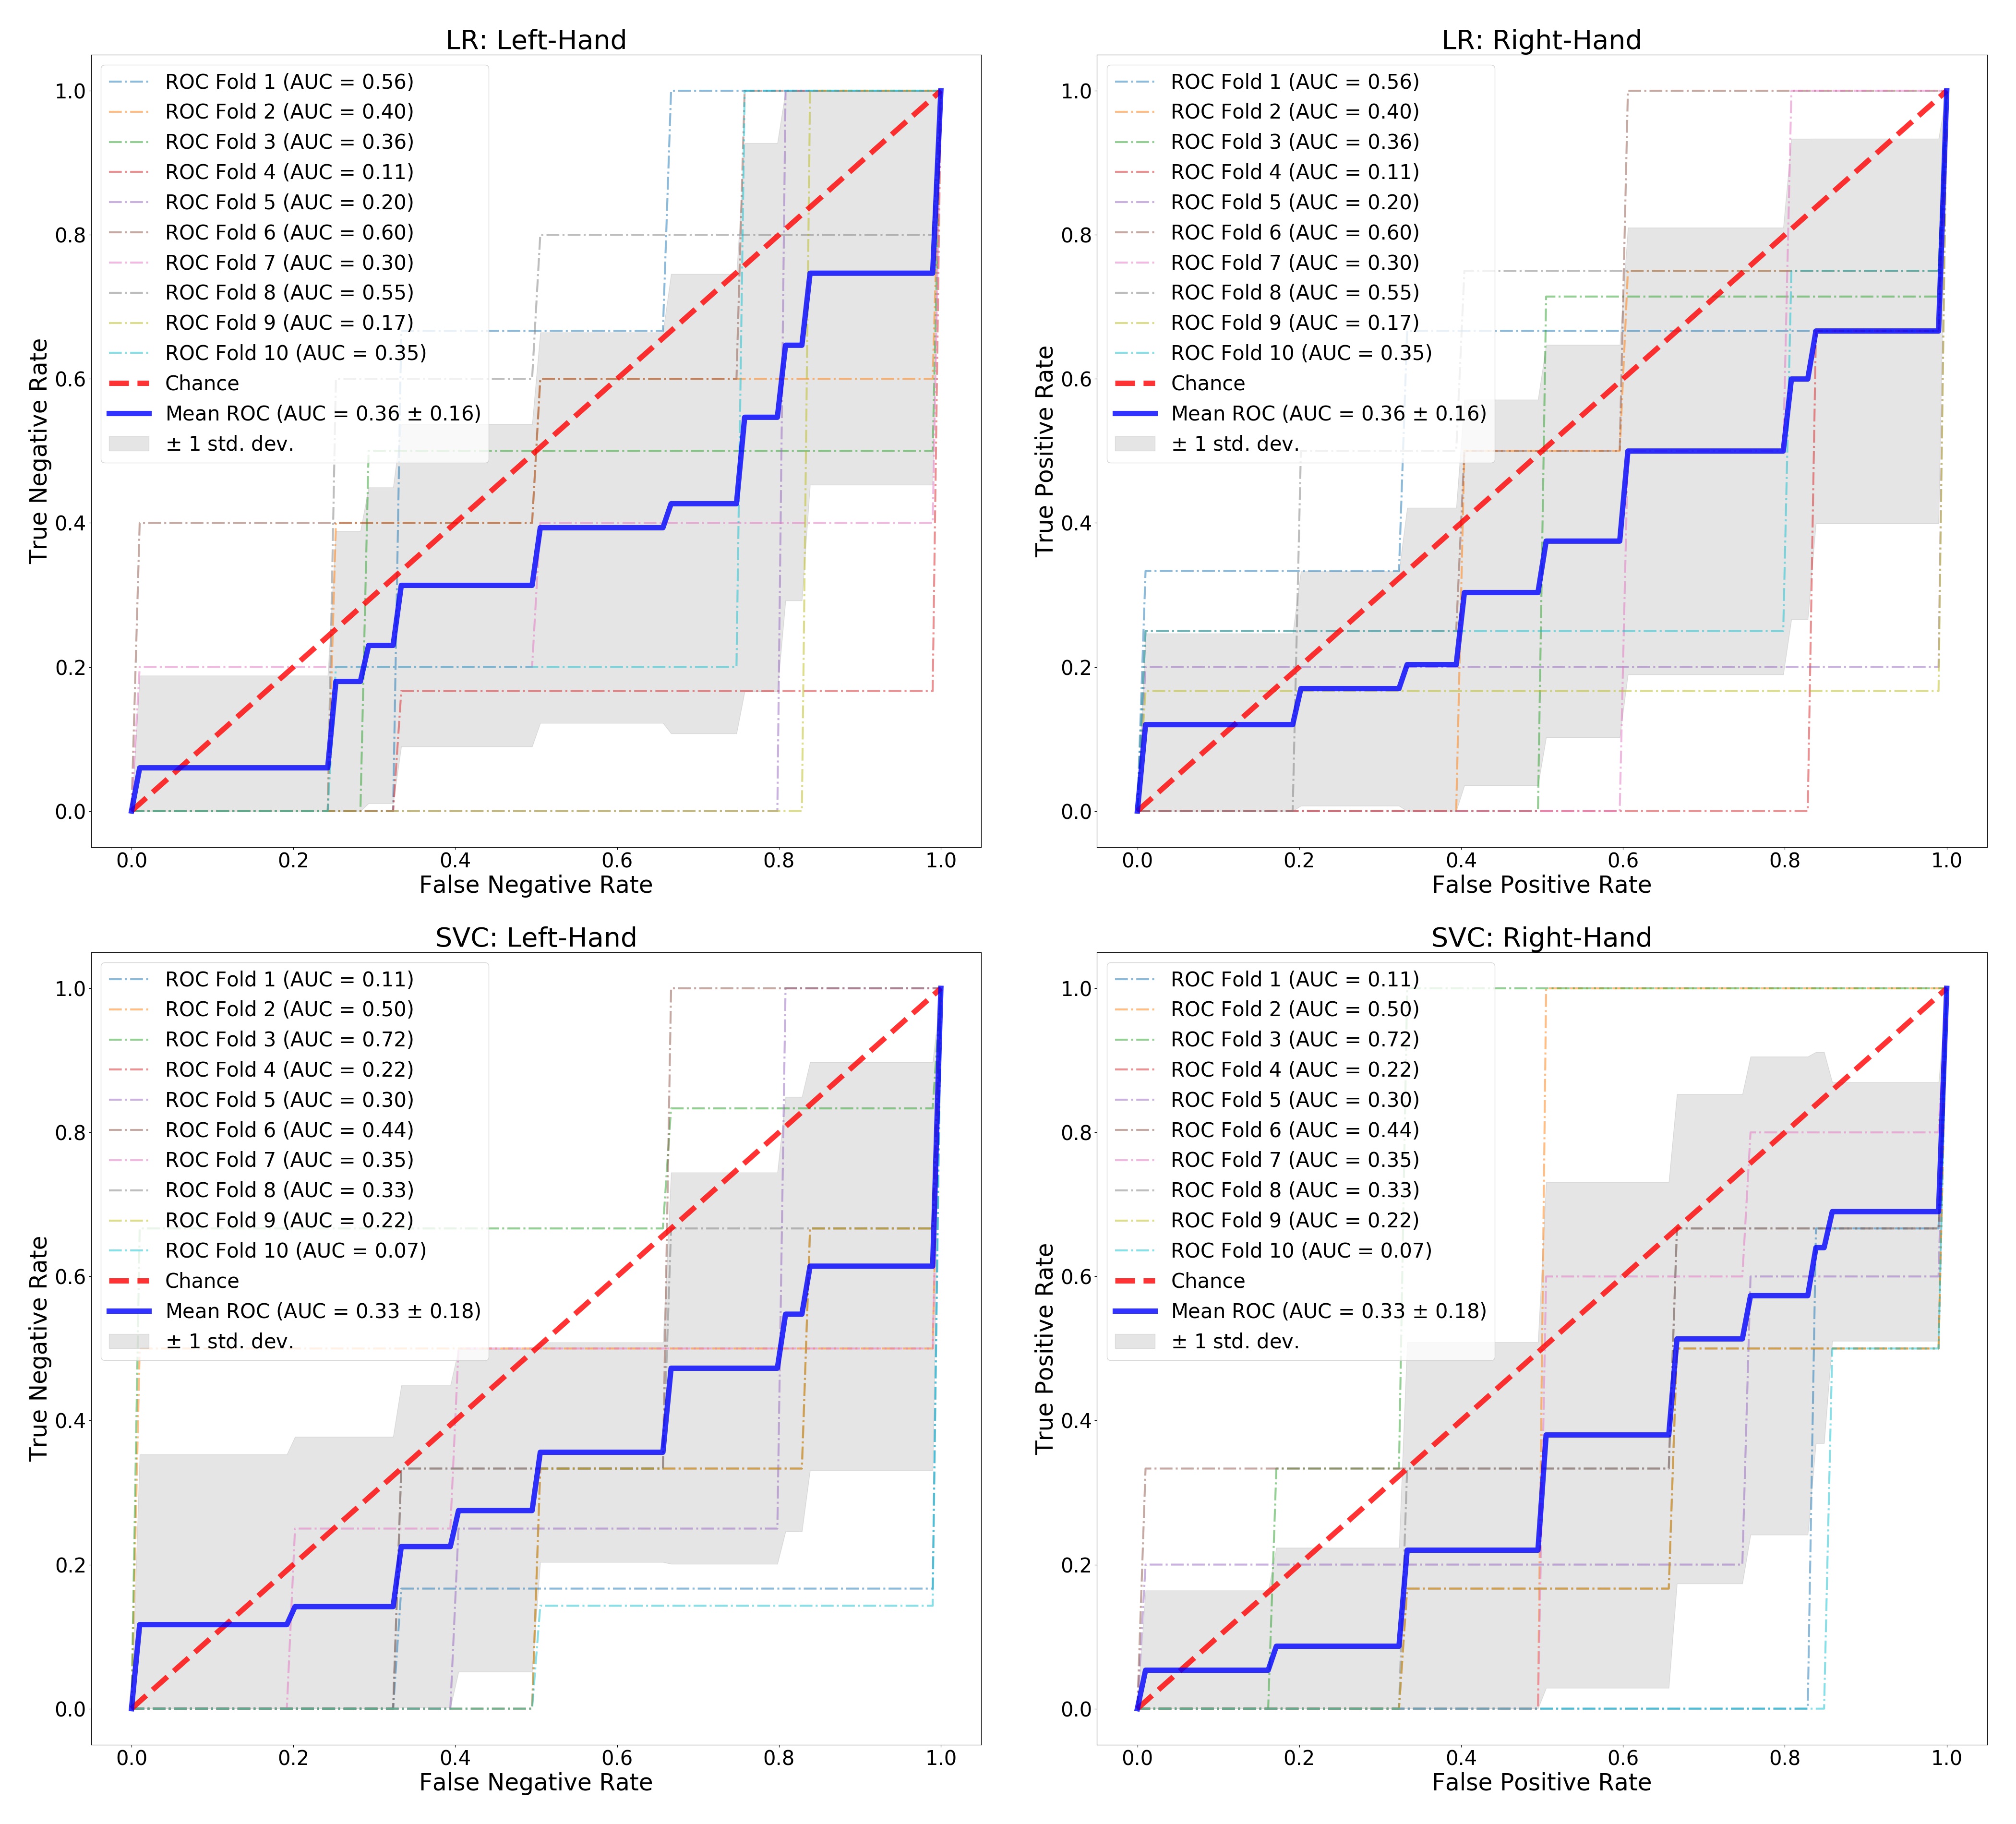 LR: Left-Hand
True Negative Rate
1.0
0.8
0.6
0.4
0.2
0.0
ROC Fold 1 (AUC = 0.56)
ROC Fold 2 (AUC = 0.40)
ROC Fold 3 (AUC = 0.36)
ROC Fold 4 (AUC = 0.11)
ROC Fold 5 (AUC = 0.20)
ROC Fold 6 (AUC = 0.60)
ROC Fold 7 (AUC = 0.30)
ROC Fold 8 (AUC = 0.55)
ROC Fold 9 (AUC = 0.17)
ROC Fold 10 (AUC = 0.35)
Chance
Mean ROC (AUC = 0.36 ± 0.16)
± 1 std. dev.
0.0 0.2 0.4 0.6 0.8 1.0
False Negative Rate
LR: Right-Hand
True Positive Rate
1.0
0.8
0.6
0.4
0.2
0.0
ROC Fold 1 (AUC = 0.56)
ROC Fold 2 (AUC = 0.40)
ROC Fold 3 (AUC = 0.36)
ROC Fold 4 (AUC = 0.11)
ROC Fold 5 (AUC = 0.20)
ROC Fold 6 (AUC = 0.60)
ROC Fold 7 (AUC = 0.30)
ROC Fold 8 (AUC = 0.55)
ROC Fold 9 (AUC = 0.17)
ROC Fold 10 (AUC = 0.35)
Chance
Mean ROC (AUC = 0.36 ± 0.16)
± 1 std. dev.
0.0 0.2 0.4 0.6 0.8 1.0
False Positive Rate
SVC: Left-Hand
True Negative Rate
1.0
0.8
0.6
0.4
0.2
0.0
ROC Fold 1 (AUC = 0.11)
ROC Fold 2 (AUC = 0.50)
ROC Fold 3 (AUC = 0.72)
ROC Fold 4 (AUC = 0.22)
ROC Fold 5 (AUC = 0.30)
ROC Fold 6 (AUC = 0.44)
ROC Fold 7 (AUC = 0.35)
ROC Fold 8 (AUC = 0.33)
ROC Fold 9 (AUC = 0.22)
ROC Fold 10 (AUC = 0.07)
Chance
Mean ROC (AUC = 0.33 ± 0.18)
± 1 std. dev.
0.0 0.2 0.4 0.6 0.8 1.0
False Negative Rate
SVC: Right-Hand
True Positive Rate
1.0
0.8
0.6
0.4
0.2
0.0
ROC Fold 1 (AUC = 0.11)
ROC Fold 2 (AUC = 0.50)
ROC Fold 3 (AUC = 0.72)
ROC Fold 4 (AUC = 0.22)
ROC Fold 5 (AUC = 0.30)
ROC Fold 6 (AUC = 0.44)
ROC Fold 7 (AUC = 0.35)
ROC Fold 8 (AUC = 0.33)
ROC Fold 9 (AUC = 0.22)
ROC Fold 10 (AUC = 0.07)
Chance
Mean ROC (AUC = 0.33 ± 0.18)
± 1 std. dev.
0.0 0.2 0.4 0.6 0.8 1.0
False Positive Rate